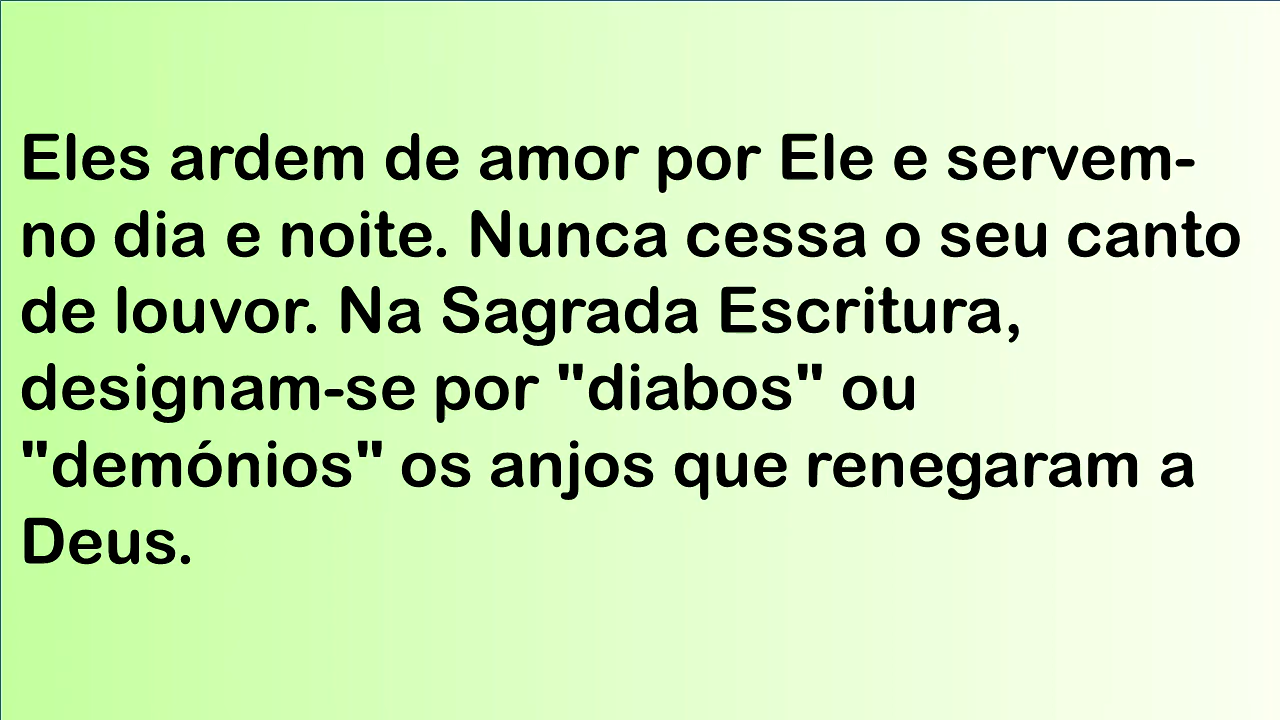 Eles ardem de amor por Ele e servem-
no dia e noite. Nunca cessa o seu canto
de louvor. Na Sagrada Escritura,
designam-se por "diabos" ou
"demónios" os anjos que renegaram a
Deus.